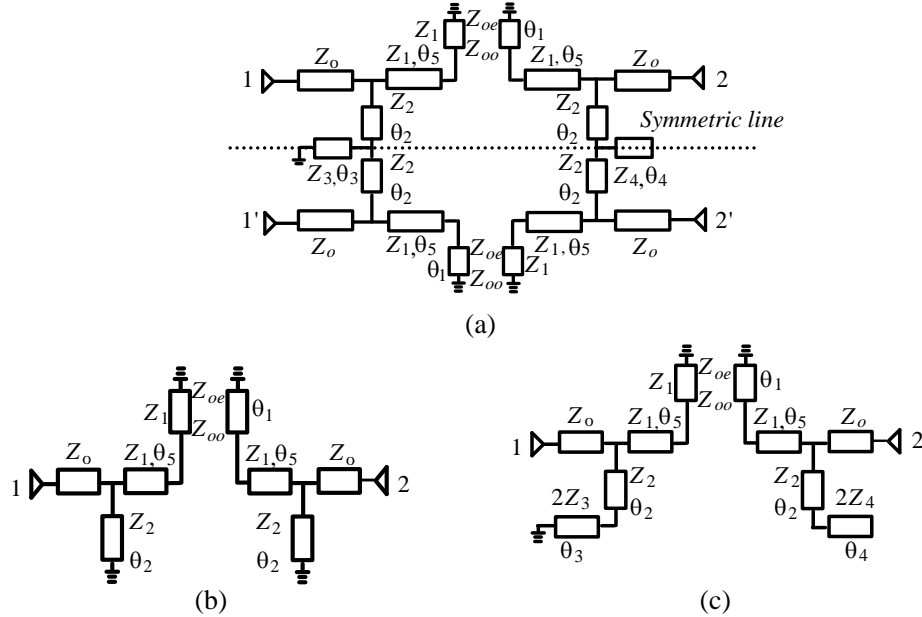 Z1 Zoe θ1
Zoo
Zo Z1,θ5 Z1,θ5 Zo
1 2
Z2 Z2
θ2 θ2 Symmetric line
Z3,θ3 Z2 Z2 Z4,θ4
θ2 θ2
1' 2'
Zo Z1,θ5 Zoe Z1,θ5 Zo
θ1 Zoo Z1
(a)
Z1 Zoe θ1
Zoo
Zo Z1,θ5 Z1,θ5 Zo
1 2
Z2 Z2
θ2 θ2
(b)
Z1 Zoe θ1
Zoo
Zo Z1,θ5 Z1,θ5 Zo
1 2
Z2 Z2
2Z3 θ2 θ2 2Z4
θ3 θ4
(c)